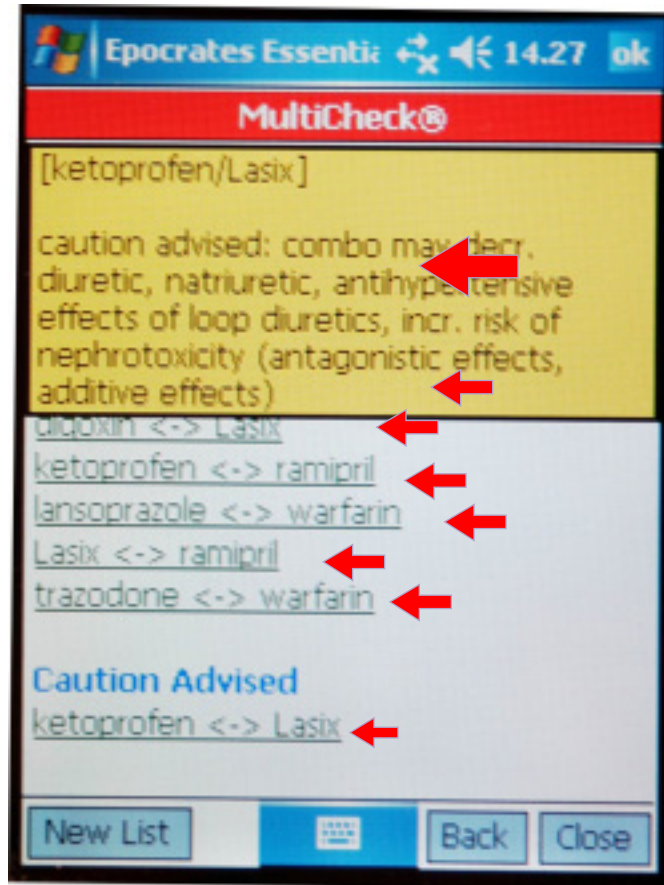 Epocrates Essentia 14.27 ok
MultiCheck®
[ketoprofen/Lasix]
caution advised: combo may decr.
diuretic, natriuretic, antihypertensive
effects of loop diuretics, incr. risk of
nephrotoxicity (antagonistic effects,
additive effects)
digoxin <-> Lasix
ketoprofen <-> ramipril
lansoprazole <-> warfarin
Lasix <-> ramipril
trazodone <-> warfarin
Caution Advised
ketoprofen <-> Lasix
New List Back Close